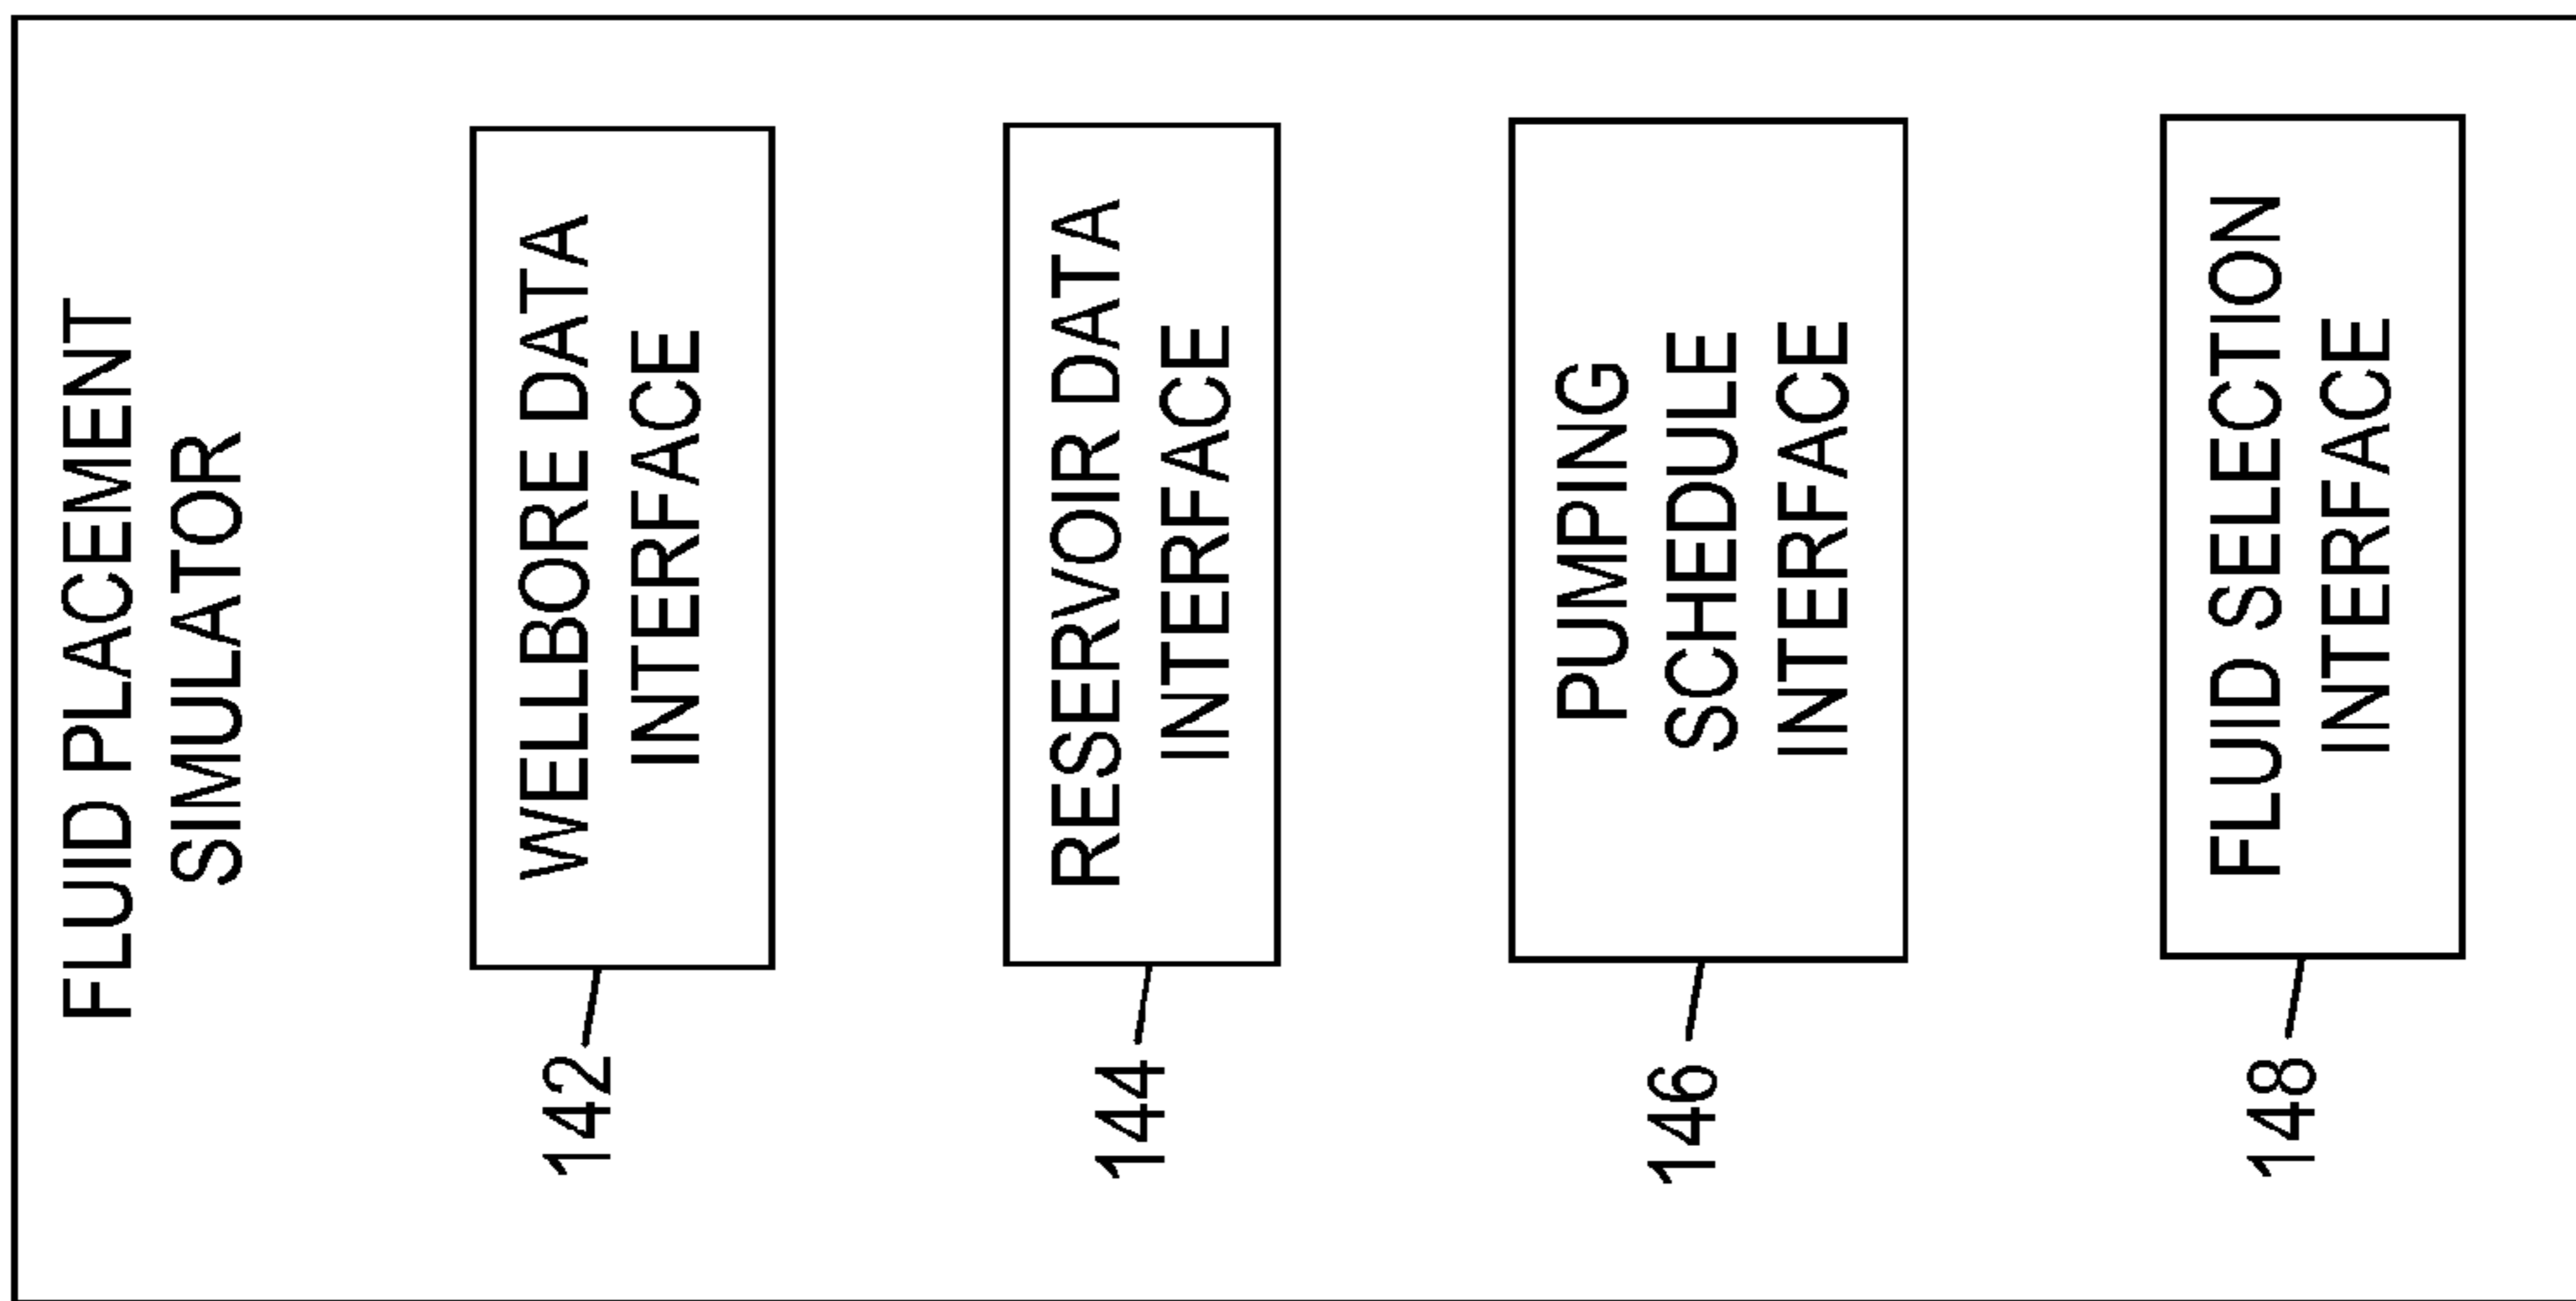 FLUID PLACEMENT
SIMULATOR
WELLBORE DATA
INTERFACE
142
RESERVOIR DATA
INTERFACE
144
PUMPING
SCHEDULE
INTERFACE
146
FLUID SELECTION
INTERFACE
148